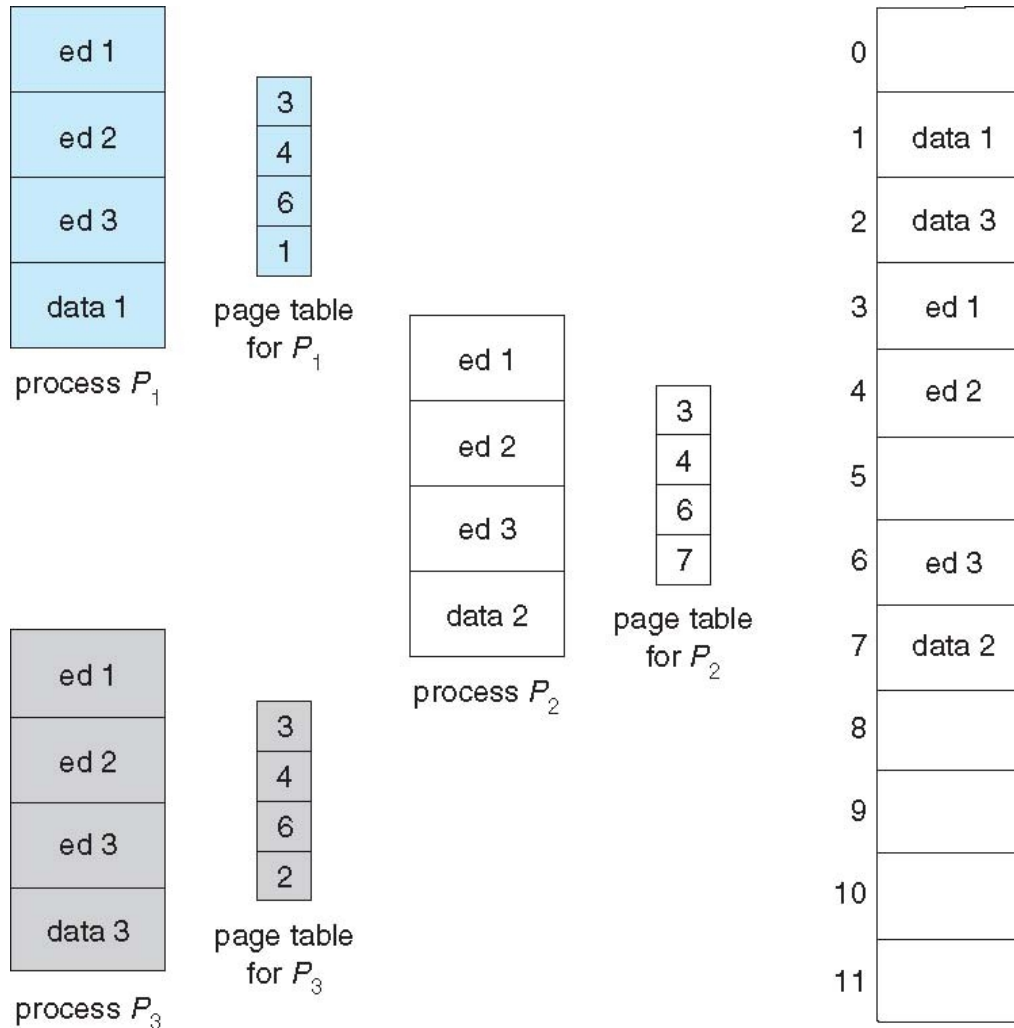 ed 1
ed 2
ed 3
data 1
process P1
3
4
6
1
page table
for P1
ed 1
ed 2
ed 3
data 2
process P2
3
4
6
7
page table
for P2
ed 1
ed 2
ed 3
data 3
process P3
3
4
6
2
page table
for P3
0
1 data 1
2 data 3
3 ed 1
4 ed 2
5
6 ed 3
7 data 2
8
9
10
11